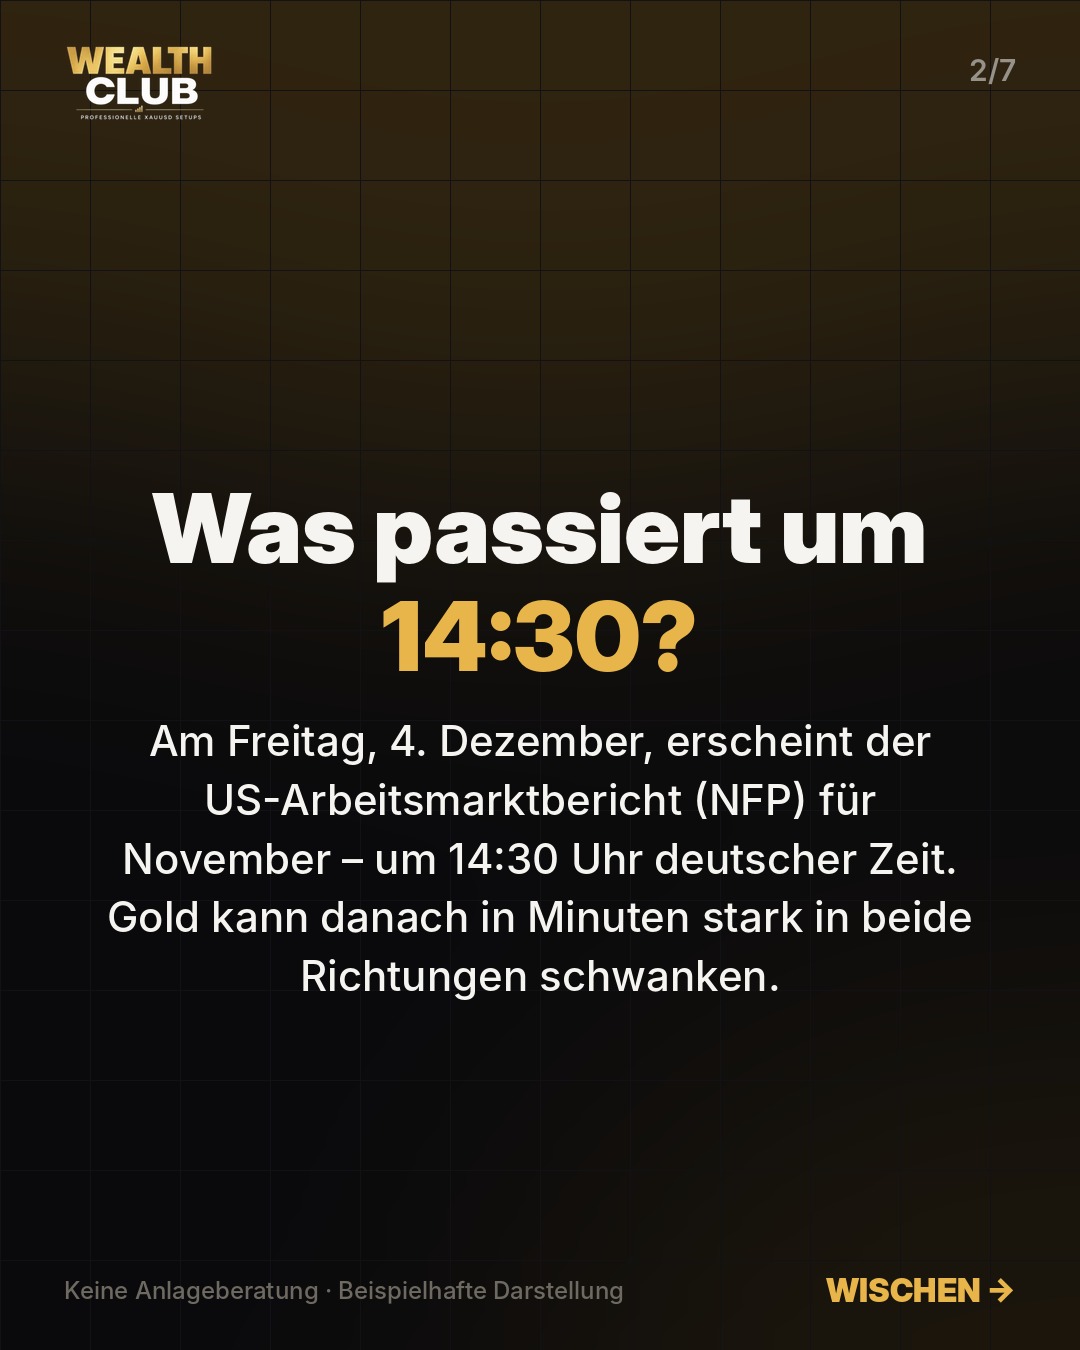 WEALTH
CLUB
PROFESSIONELLE XAUUSD SETUPS
2/7
Was passiert um
14:30?
Am Freitag, 4. Dezember, erscheint der
US-Arbeitsmarktbericht (NFP) für
November – um 14:30 Uhr deutscher Zeit.
Gold kann danach in Minuten stark in beide
Richtungen schwanken.
Keine Anlageberatung · Beispielhafte Darstellung
WISCHEN →